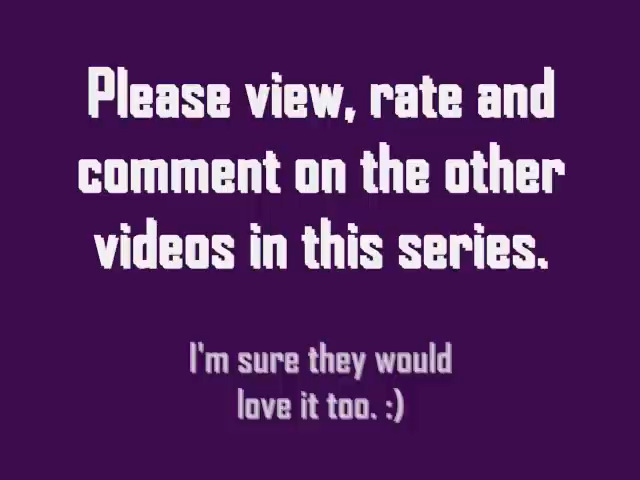 Please view, rate and
comment on the other
videos in this series.
I'm sure they would
love it too. :)